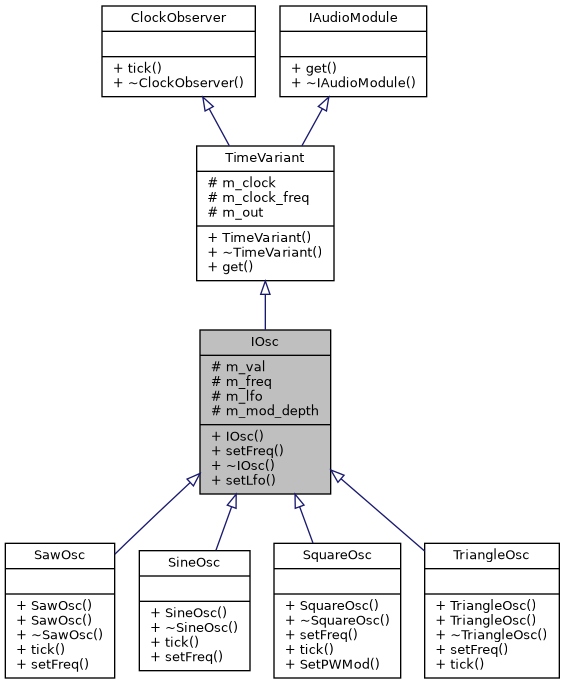 ClockObserver
+ tick()
+ ~ClockObserver()
IAudioModule
+ get()
+ ~IAudioModule()
TimeVariant
# m_clock
# m_clock_freq
# m_out
+ TimeVariant()
+ ~TimeVariant()
+ get()
IOsc
# m_val
# m_freq
# m_lfo
# m_mod_depth
+ IOsc()
+ setFreq()
+ ~IOsc()
+ setLfo()
SawOsc
+ SawOsc()
+ SawOsc()
+ ~SawOsc()
+ tick()
+ setFreq()
SineOsc
+ SineOsc()
+ ~SineOsc()
+ tick()
+ setFreq()
SquareOsc
+ SquareOsc()
+ ~SquareOsc()
+ setFreq()
+ tick()
+ SetPWMod()
TriangleOsc
+ TriangleOsc()
+ TriangleOsc()
+ ~TriangleOsc()
+ setFreq()
+ tick()